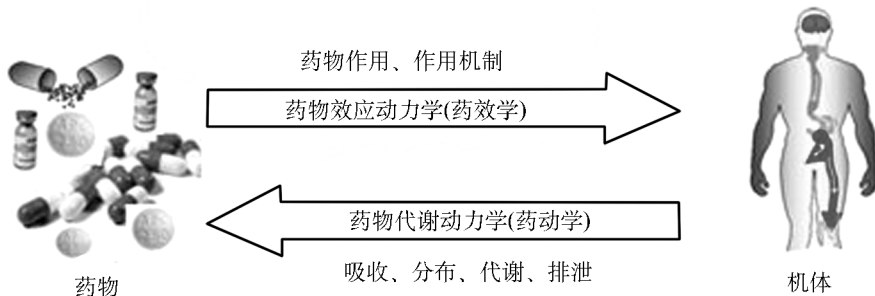 药物作用、作用机制
药物效应动力学(药效学)
药物代谢动力学(药动学)
吸收、分布、代谢、排泄
药物
机体